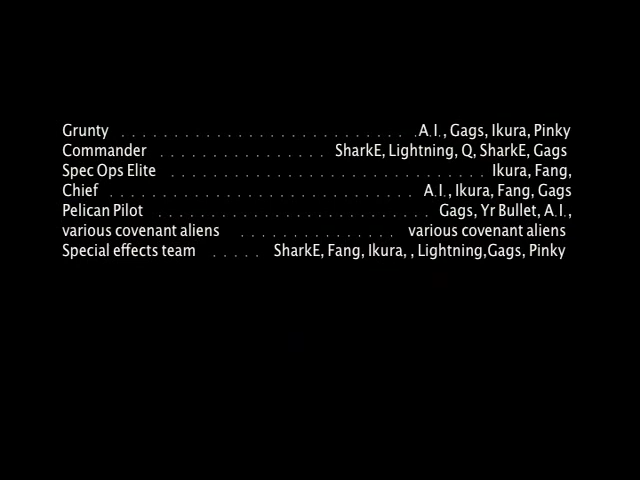 Grunty . . . . . . . . . . . . . . . . . . . . . . . . . . . . A.I., Gags, Ikura, Pinky
Commander . . . . . . . . . . . . . . . . SharkE, Lightning, Q, SharkE, Gags
Spec Ops Elite . . . . . . . . . . . . . . . . . . . . . . . . . . . . . . Ikura, Fang,
Chief . . . . . . . . . . . . . . . . . . . . . . . . . . . . . A.I., Ikura, Fang, Gags
Pelican Pilot . . . . . . . . . . . . . . . . . . . . . . . . . . Gags, Yr Bullet, A.I.,
various covenant aliens . . . . . . . . . . . . . . . various covenant aliens
Special effects team . . . . . SharkE, Fang, Ikura, , Lightning,Gags, Pinky